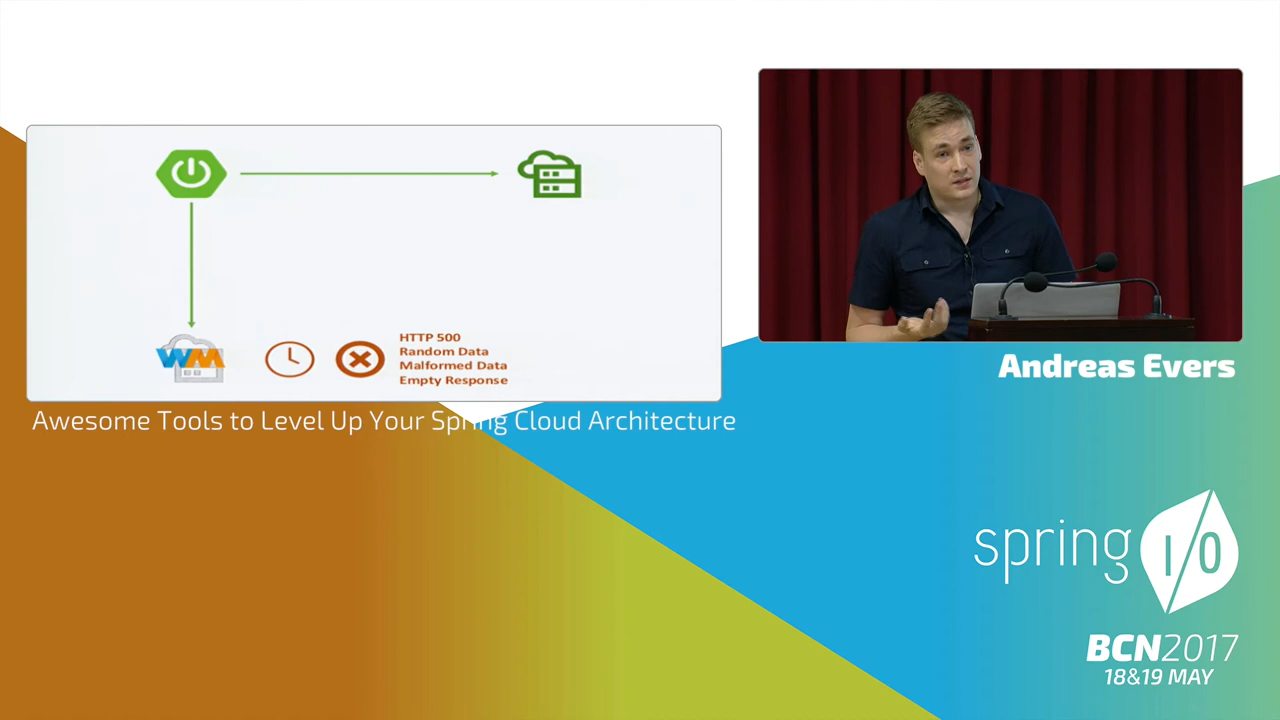 WM
HTTP 500
Random Data
Malformed Data
Empty Response
Andreas Evers
Awesome Tools to Level Up Your Spring Cloud Architecture
spring I/O
BCN2017
18&19 MAY